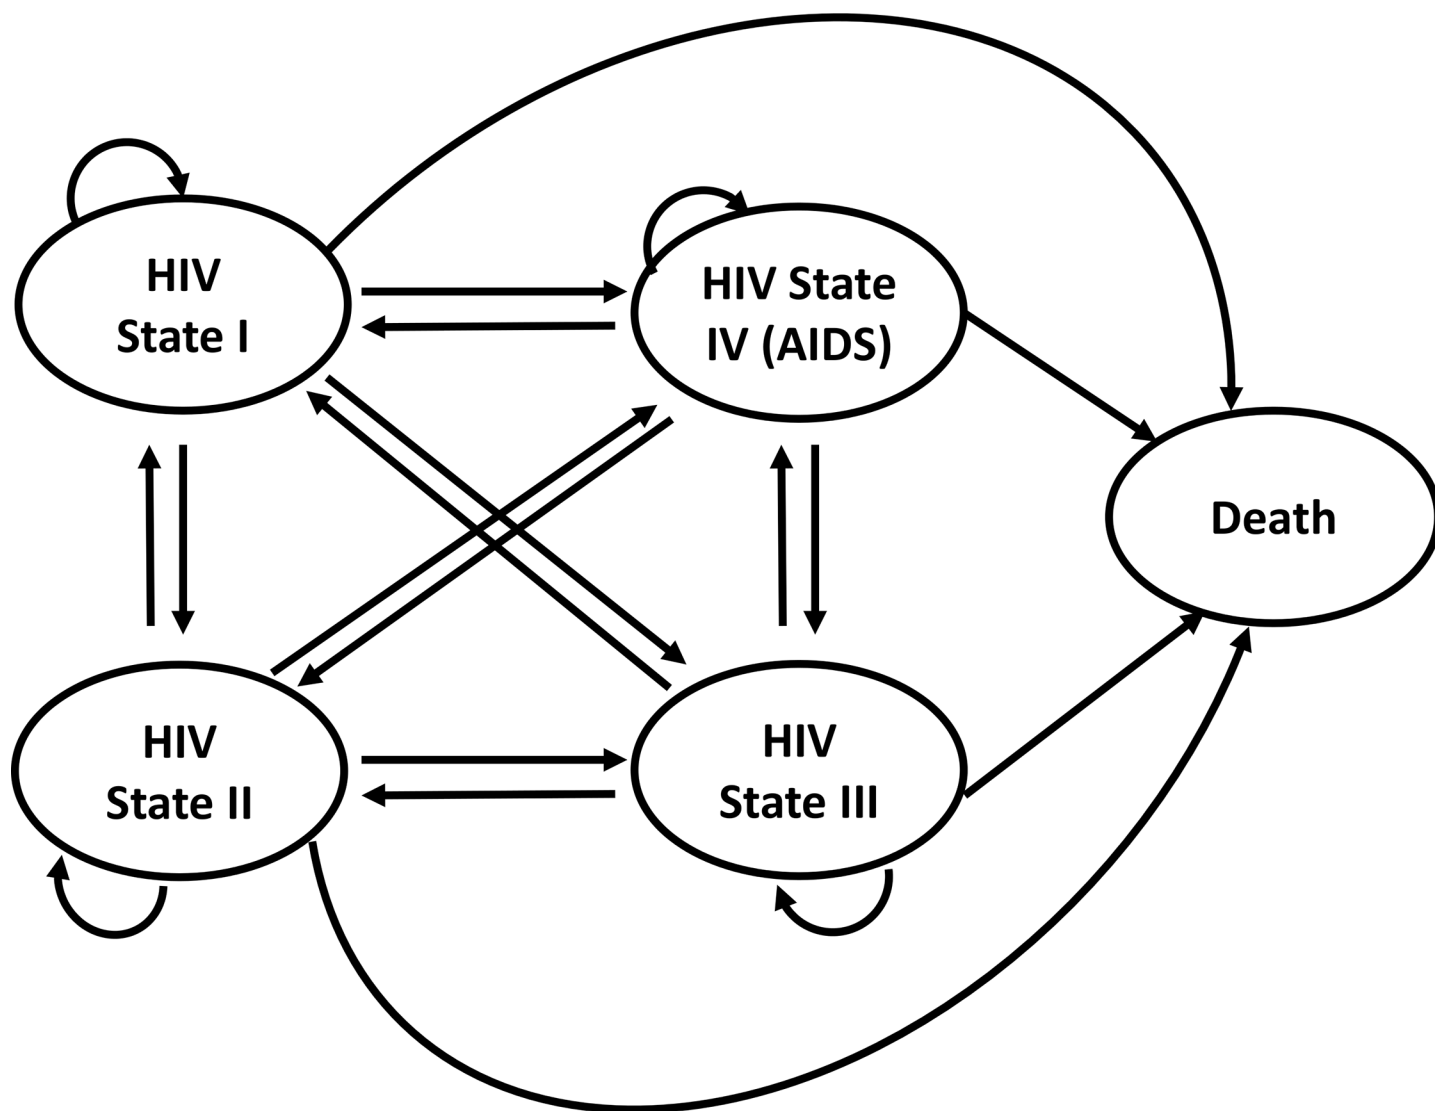 HIV
State I
HIV State
IV (AIDS)
Death
HIV
State II
HIV
State III